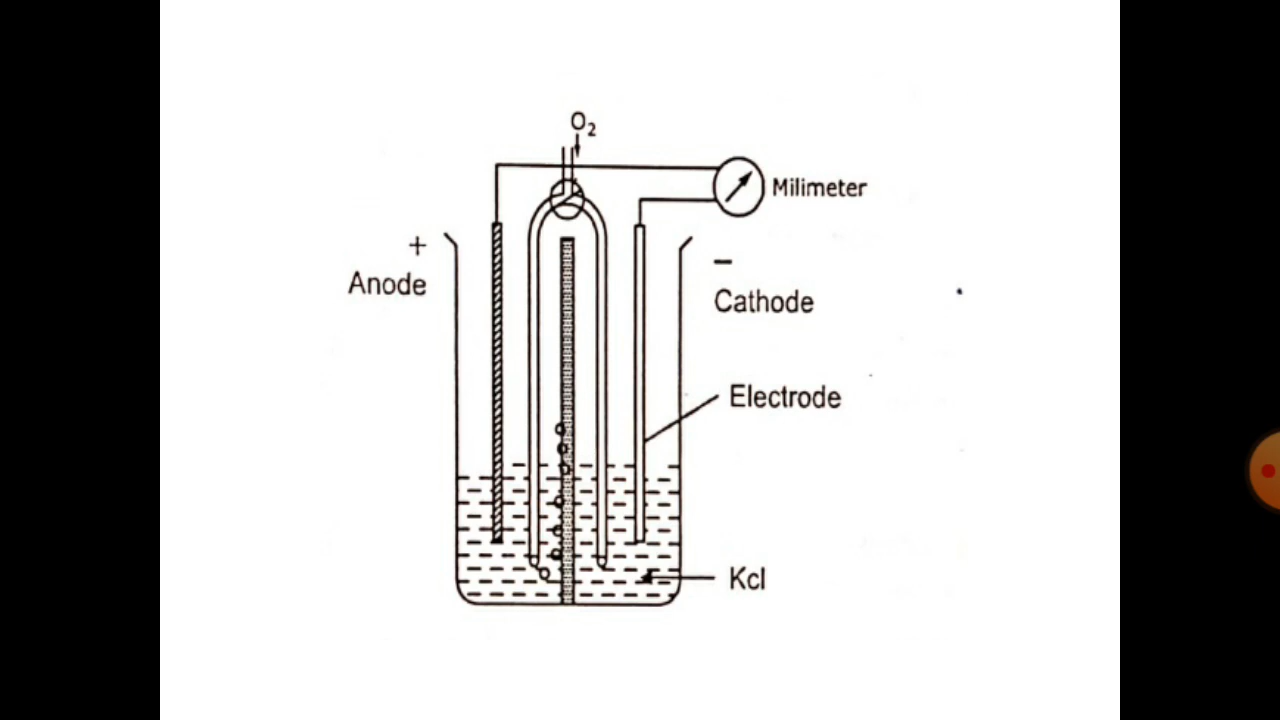 O₂
Milimeter
+
Anode
−
Cathode
Electrode
Kcl